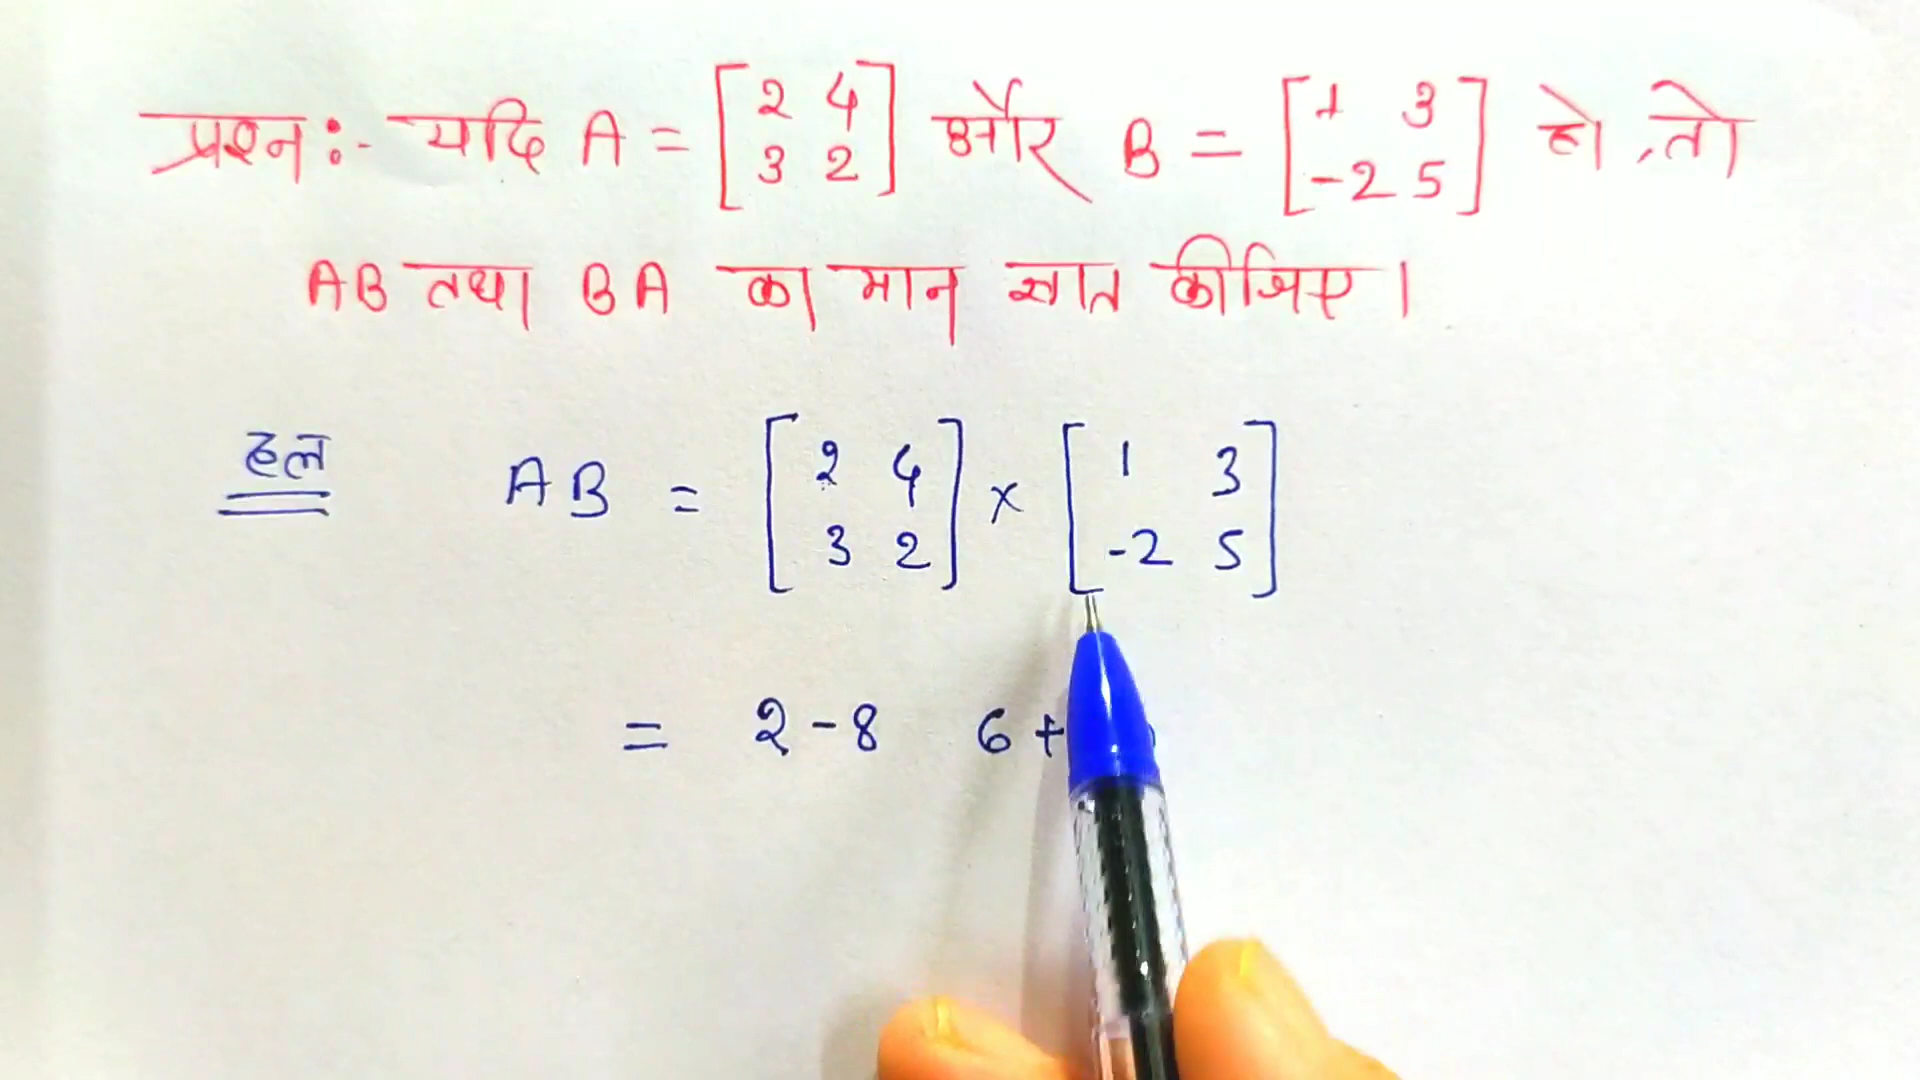 प्रश्न:- यदि A = [2 4 3 2] और B = [1 3 -2 5] हो, तो
AB तथा BA का मान ज्ञात कीजिए।
हल AB = [2 4 3 2] × [1 3 -2 5]
= 2-8 6+